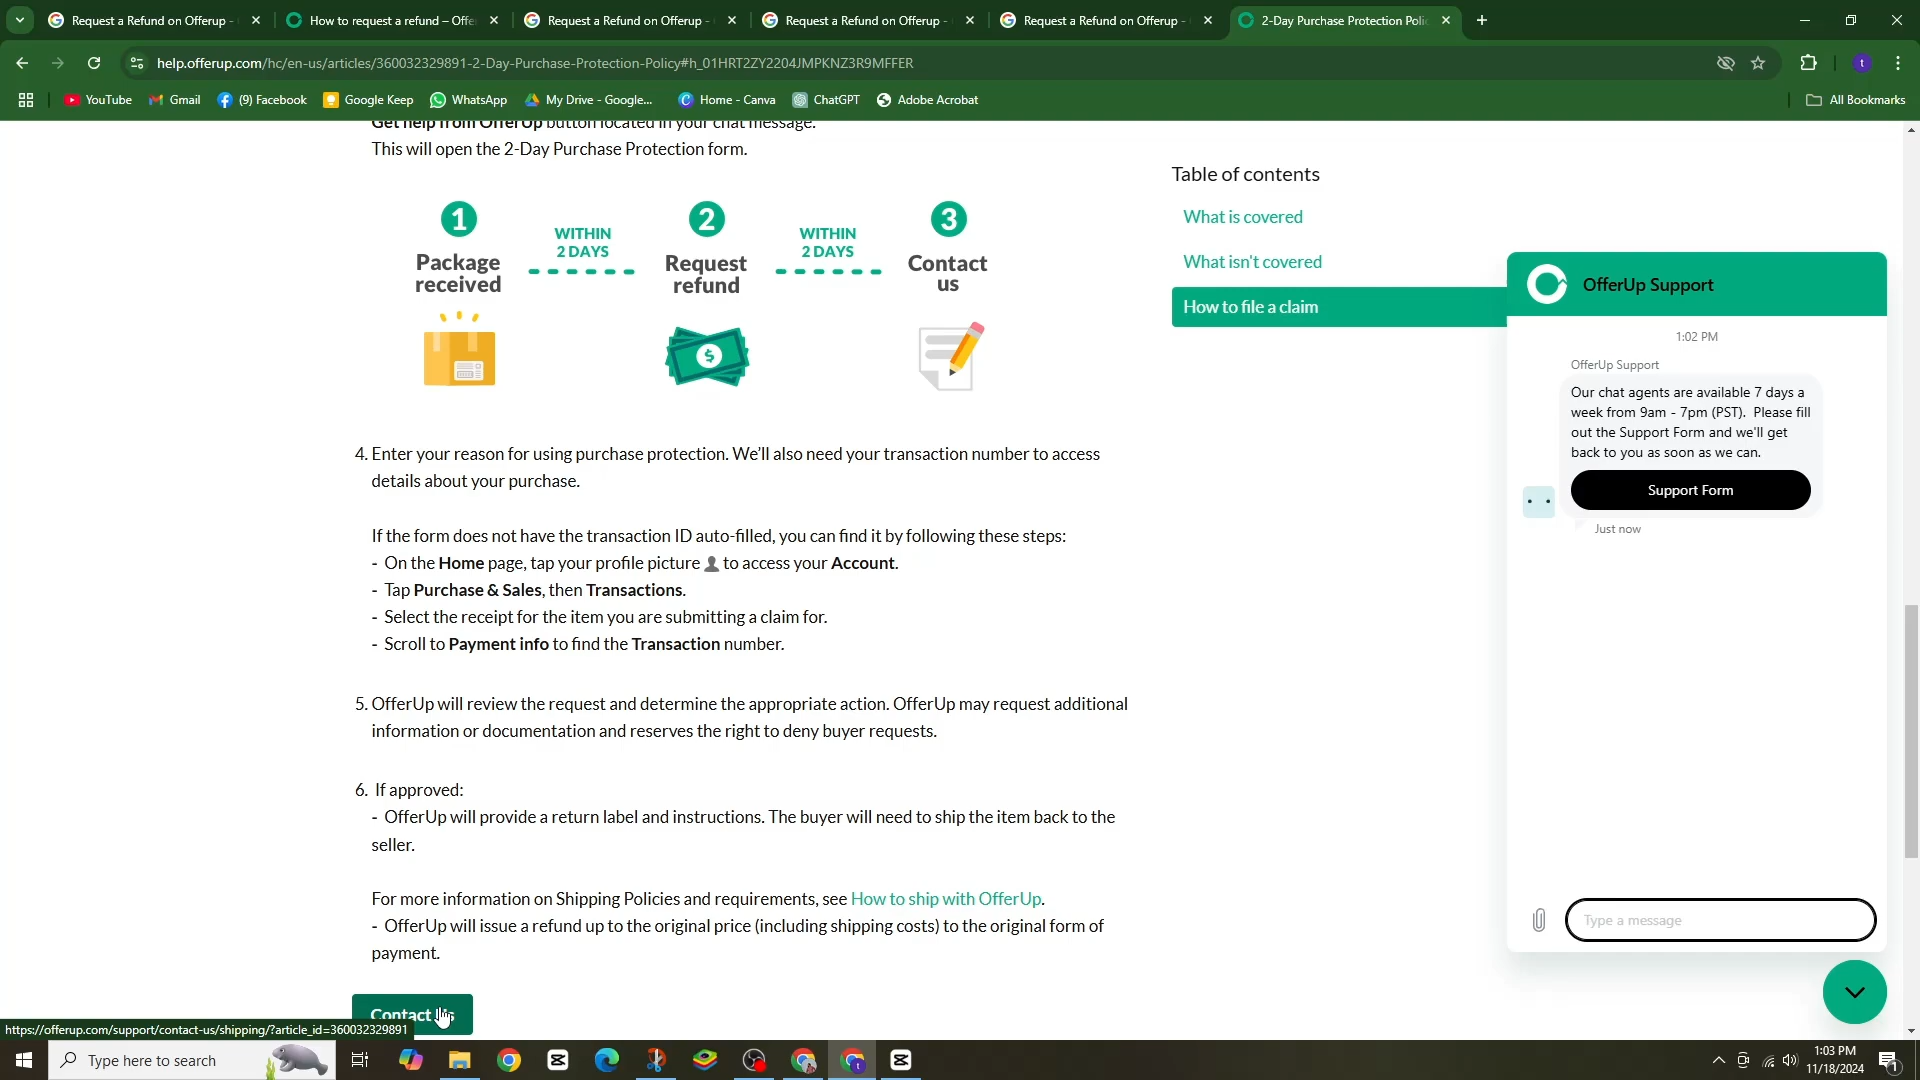 Request a Refund on Offerup -
How to request a refund – Offe
Request a Refund on Offerup -
Request a Refund on Offerup -
Request a Refund on Offerup -
2-Day Purchase Protection Poli
help.offerup.com/hc/en-us/articles/360032329891-2-Day-Purchase-Protection-Policy#h_01HRT2ZY2204JMPKNZ3R9MFFER
YouTube
Gmail
(9) Facebook
Google Keep
WhatsApp
My Drive - Google...
Home - Canva
ChatGPT
Adobe Acrobat
All Bookmarks
Get help from OfferUp button located in your chat message.
This will open the 2-Day Purchase Protection form.
1
Package
received
WITHIN
2 DAYS
2
Request
refund
WITHIN
2 DAYS
3
Contact
us
4. Enter your reason for using purchase protection. We'll also need your transaction number to access
details about your purchase.
If the form does not have the transaction ID auto-filled, you can find it by following these steps:
- On the Home page, tap your profile picture to access your Account.
- Tap Purchase & Sales, then Transactions.
- Select the receipt for the item you are submitting a claim for.
- Scroll to Payment info to find the Transaction number.
5. OfferUp will review the request and determine the appropriate action. OfferUp may request additional
information or documentation and reserves the right to deny buyer requests.
6. If approved:
- OfferUp will provide a return label and instructions. The buyer will need to ship the item back to the
seller.
For more information on Shipping Policies and requirements, see How to ship with OfferUp.
- OfferUp will issue a refund up to the original price (including shipping costs) to the original form of
payment.
Contact Us
https://offerup.com/support/contact-us/shipping/?article_id=360032329891
Table of contents
What is covered
What isn't covered
How to file a claim
OfferUp Support
1:02 PM
OfferUp Support
Our chat agents are available 7 days a
week from 9am - 7pm (PST). Please fill
out the Support Form and we'll get
back to you as soon as we can.
Support Form
Just now
Type a message
Type here to search
1:03 PM
11/18/2024
1